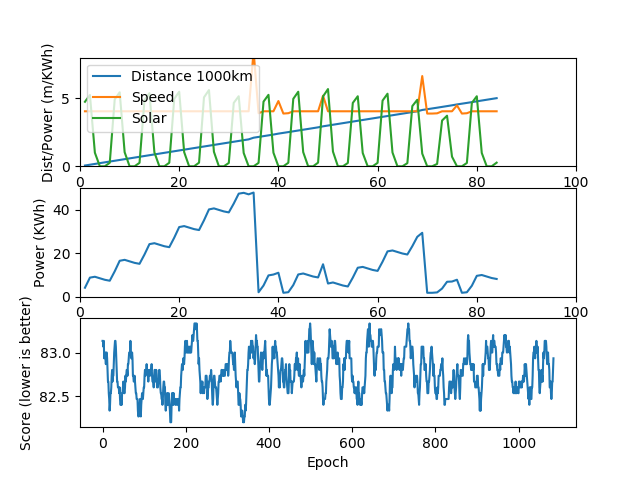 Dist/Power (m/KWh)
5
0
Distance 1000km
Speed
Solar
0 20 40 60 80 100
Power (KWh)
40
20
0
0 20 40 60 80 100
Score (lower is better)
83.0
82.5
0 200 400 600 800 1000
Epoch